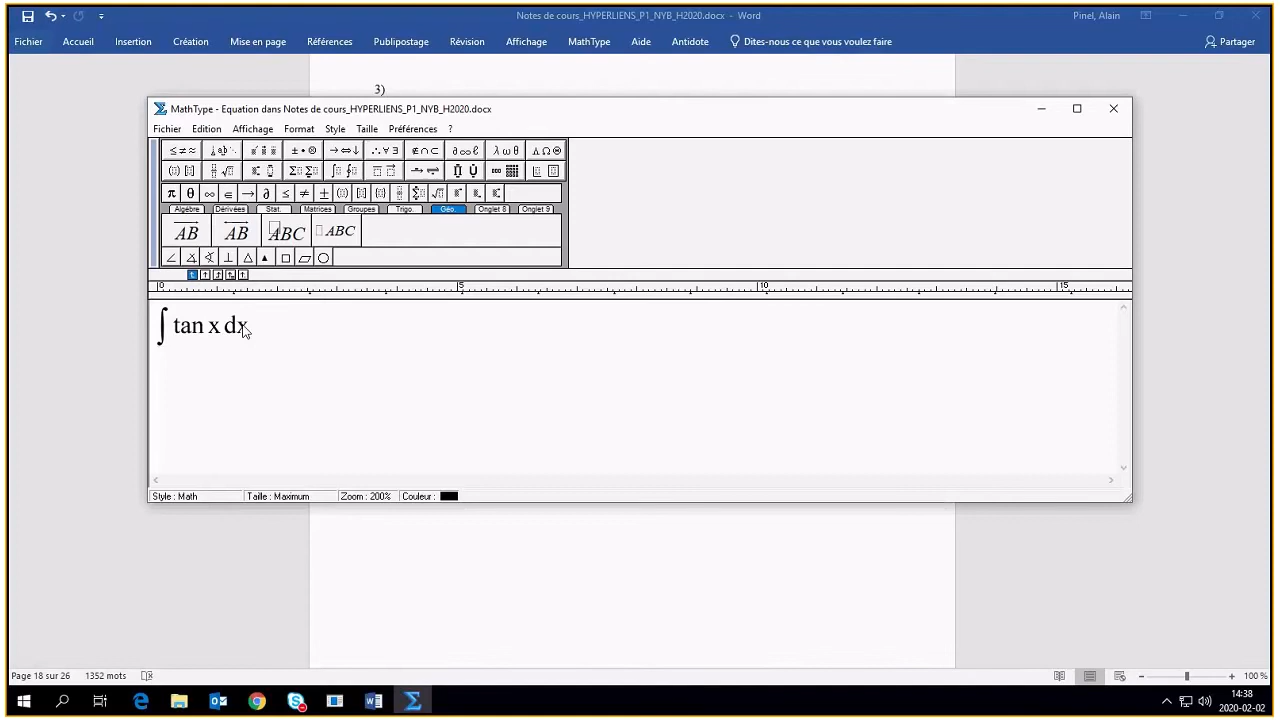 Notes de cours_HYPERLIENS_P1_NYB_H2020.docx - Word
Pinel, Alain
Fichier Accueil Insertion Création Mise en page Références Publipostage Révision Affichage MathType Aide Antidote Dites-nous ce que vous voulez faire Partager
3)
MathType - Equation dans Notes de cours_HYPERLIENS_P1_NYB_H2020.docx
Fichier Edition Affichage Format Style Taille Préférences ?
Algèbre Dérivées Stat. Matrices Groupes Trigo. Géo. Onglet 8 Onglet 9
AB AB ABC ABC
0 5 10 15
∫ tan x dx
Style : Math Taille : Maximum Zoom : 200% Couleur :
Page 18 sur 26 1352 mots 100 %
14:38
2020-02-02